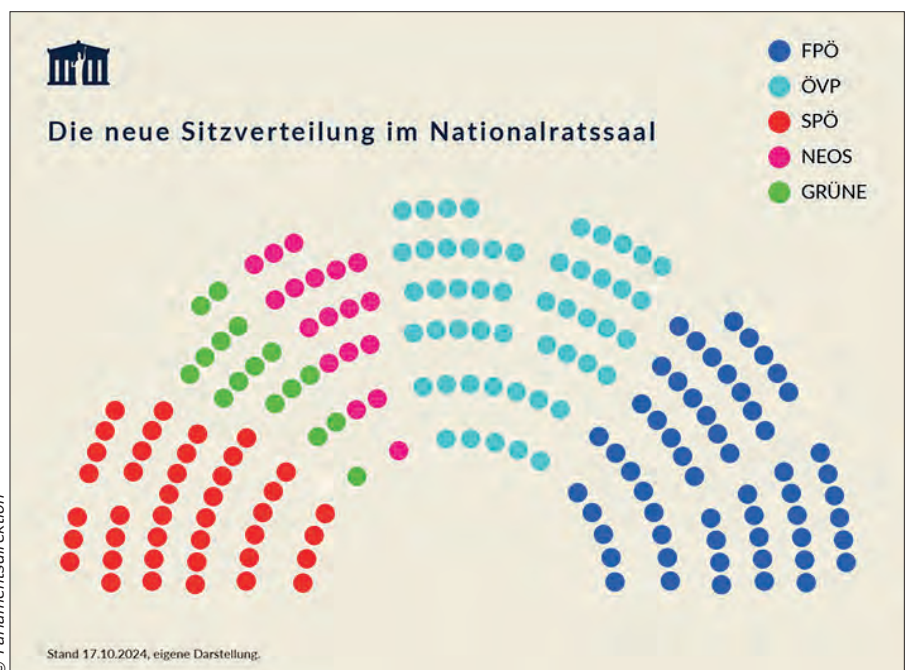 FPÖ
ÖVP
SPÖ
NEOS
GRÜNE
Die neue Sitzverteilung im Nationalratssaal
Stand 17.10.2024, eigene Darstellung.
© Parlamentsdirektion